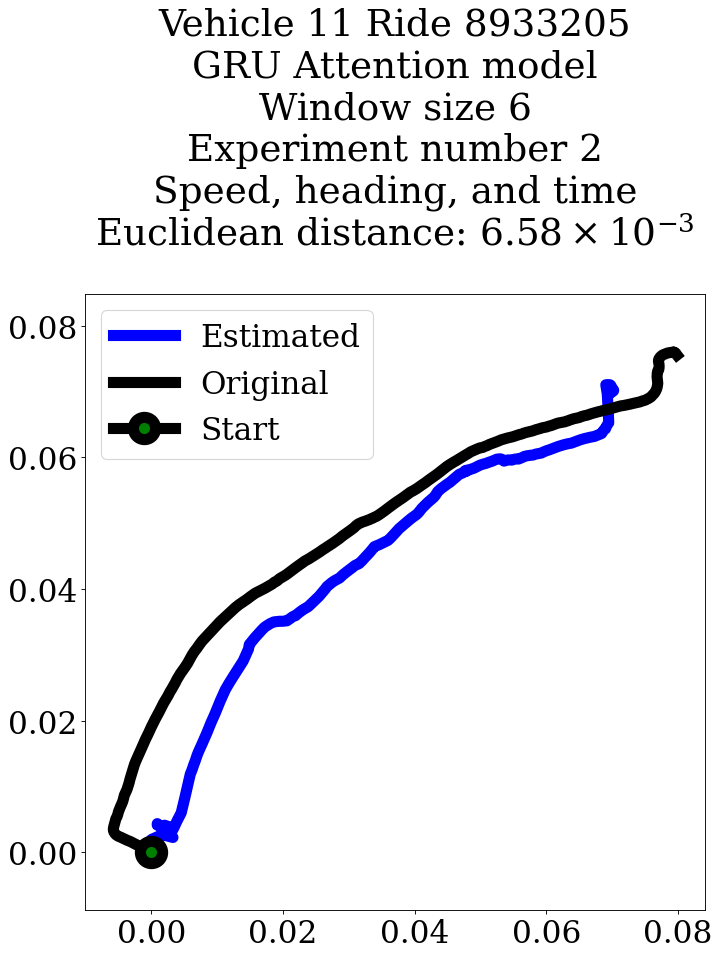 Vehicle 11 Ride 8933205
GRU Attention model
Window size 6
Experiment number 2
Speed, heading, and time
Euclidean distance: 6.58 × 10⁻³
Estimated
Original
Start
0.08
0.06
0.04
0.02
0.00
0.00 0.02 0.04 0.06 0.08